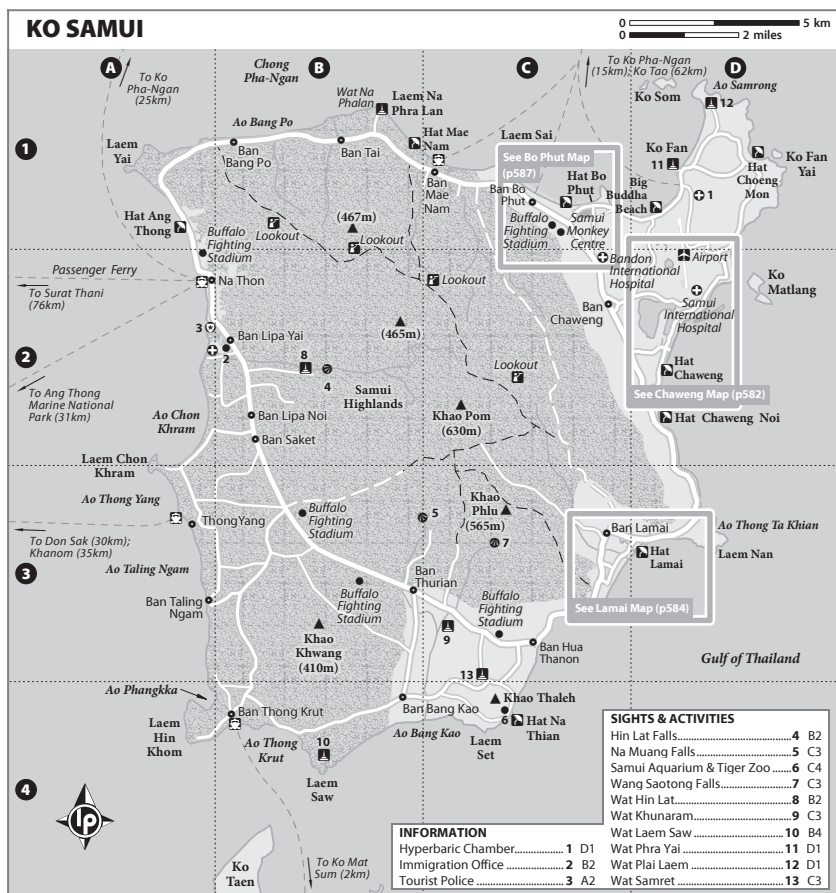 KO SAMUI
0 5 km
0 2 miles
A
B
C
D
To Ko
Pha-Ngan
(25km)
Chong
Pha-Ngan
To Ko Pha-Ngan
(15km); Ko Tao (62km)
Ao Samrong
Ko Som
12
Wat Na
Phalan
Laem Na
Phra Lan
Ao Bang Po
1
Laem
Yai
Ban
Bang Po
Ban Tai
Hat Mae
Nam
Laem Sai
See Bo Phut Map
(p587)
Ko Fan
11
Ko Fan
Yai
Hat
Choeng
Mon
Ban
Mae
Nam
Ban Bo
Phut
Hat Bo
Phut
Big
Buddha
Beach
1
Hat Ang
Thong
(467m)
Lookout
Lookout
Buffalo
Fighting
Stadium
Samui
Monkey
Centre
Buffalo
Fighting
Stadium
Bandon
International
Hospital
Airport
Passenger Ferry
Na Thon
Lookout
Ko
Matlang
To Surat Thani
(76km)
Ban
Chaweng
Samui
International
Hospital
3
Ban Lipa Yai
2
(465m)
2
8
4
Lookout
Hat
Chaweng
Samui
Highlands
See Chaweng Map (p582)
To Ang Thong
Marine National
Park (31km)
Ao Chon
Khram
Ban Lipa Noi
Khao Pom
(630m)
Hat Chaweng Noi
Ban Saket
Laem Chon
Khram
Ao Thong Yang
Khao
Phlu
(565m)
ThongYang
Buffalo
Fighting
Stadium
5
Ban Lamai
Ao Thong Ta Khian
Laem Nan
To Don Sak (30km);
Khanom (35km)
7
Hat
Lamai
3
Ao Taling Ngam
Ban
Thurian
Buffalo
Fighting
Stadium
Buffalo
Fighting
Stadium
See Lamai Map (p584)
Ban Taling
Ngam
Khao
Khwang
(410m)
9
Ban Hua
Thanon
Gulf of Thailand
13
Ao Phangkka
Khao Thaleh
Ban Thong Krut
Ban Bang Kao
6
Hat Na
Thian
Laem
Hin
Khom
Ao Thong
Krut
10
Ao Bang Kao
Laem
Set
Laem
Saw
4
lp
Ko
Taen
To Ko Mat
Sum (2km)
INFORMATION
Hyperbaric Chamber................ 1 D1
Immigration Office .................. 2 B2
Tourist Police .......................... 3 A2
SIGHTS & ACTIVITIES
Hin Lat Falls.............................. 4 B2
Na Muang Falls......................... 5 C3
Samui Aquarium & Tiger Zoo ... 6 C4
Wang Saotong Falls.................. 7 C3
Wat Hin Lat............................... 8 B2
Wat Khunaram.......................... 9 C3
Wat Laem Saw ........................ 10 B4
Wat Phra Yai ........................... 11 D1
Wat Plai Laem ......................... 12 D1
Wat Samret ............................. 13 C3